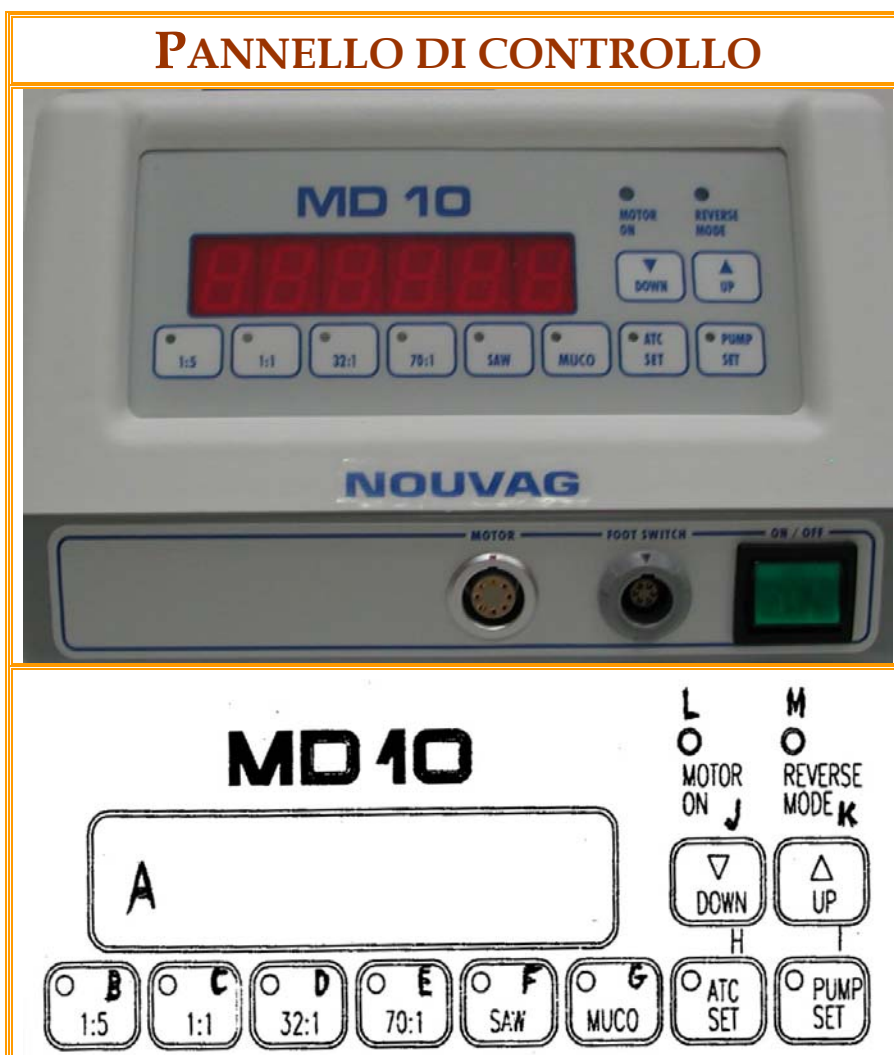 PANNELLO DI CONTROLLO
MD 10
MOTOR
ON
REVERSE
MODE
888888
DOWN
UP
1:5
1:1
32:1
70:1
SAW
MUCO
ATC
SET
PUMP
SET
NOUVAG
MOTOR
FOOT SWITCH
ON / OFF
L
M
MD 10
MOTOR
ON
J
REVERSE
MODE
K
A
DOWN
UP
H
I
B
1:5
C
1:1
D
32:1
E
70:1
F
SAW
G
MUCO
ATC
SET
PUMP
SET